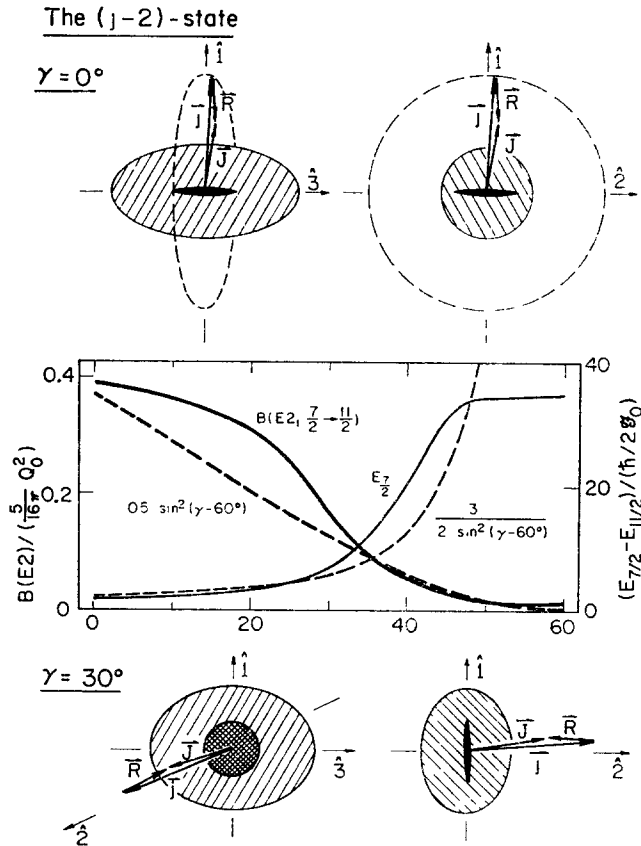 The (j-2)-state
γ=0°
1̂
R⃗
j⃗
J⃗
3̂
1̂
R⃗
j⃗
J⃗
2̂
B(E2)/(5/16π Q₀²)
0.4
0.2
0
B(E2, 7/2→11/2)
05 sin²(γ-60°)
E7/2
3/2 sin²(γ-60°)
40
20
0
(E7/2-E11/2)/(ħ/2𝓘₀)
0
20
40
60
γ=30°
1̂
J⃗
R⃗
j⃗
3̂
2̂
1̂
J⃗
R⃗
j⃗
2̂